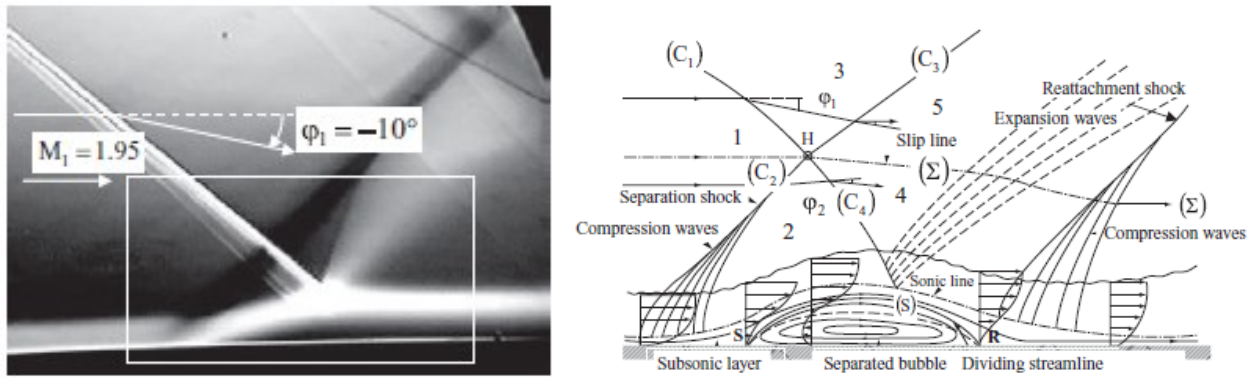 φ₁ = −10°
M₁ = 1.95
(C₁)
3
(C₃)
φ₁
5
Reattachment shock
Expansion waves
1
H
Slip line
(C₂)
(Σ)
Separation shock
φ₂
(C₄)
4
(Σ)
Compression waves
2
Compression waves
Sonic line
(S)
S
R
Subsonic layer
Separated bubble
Dividing streamline